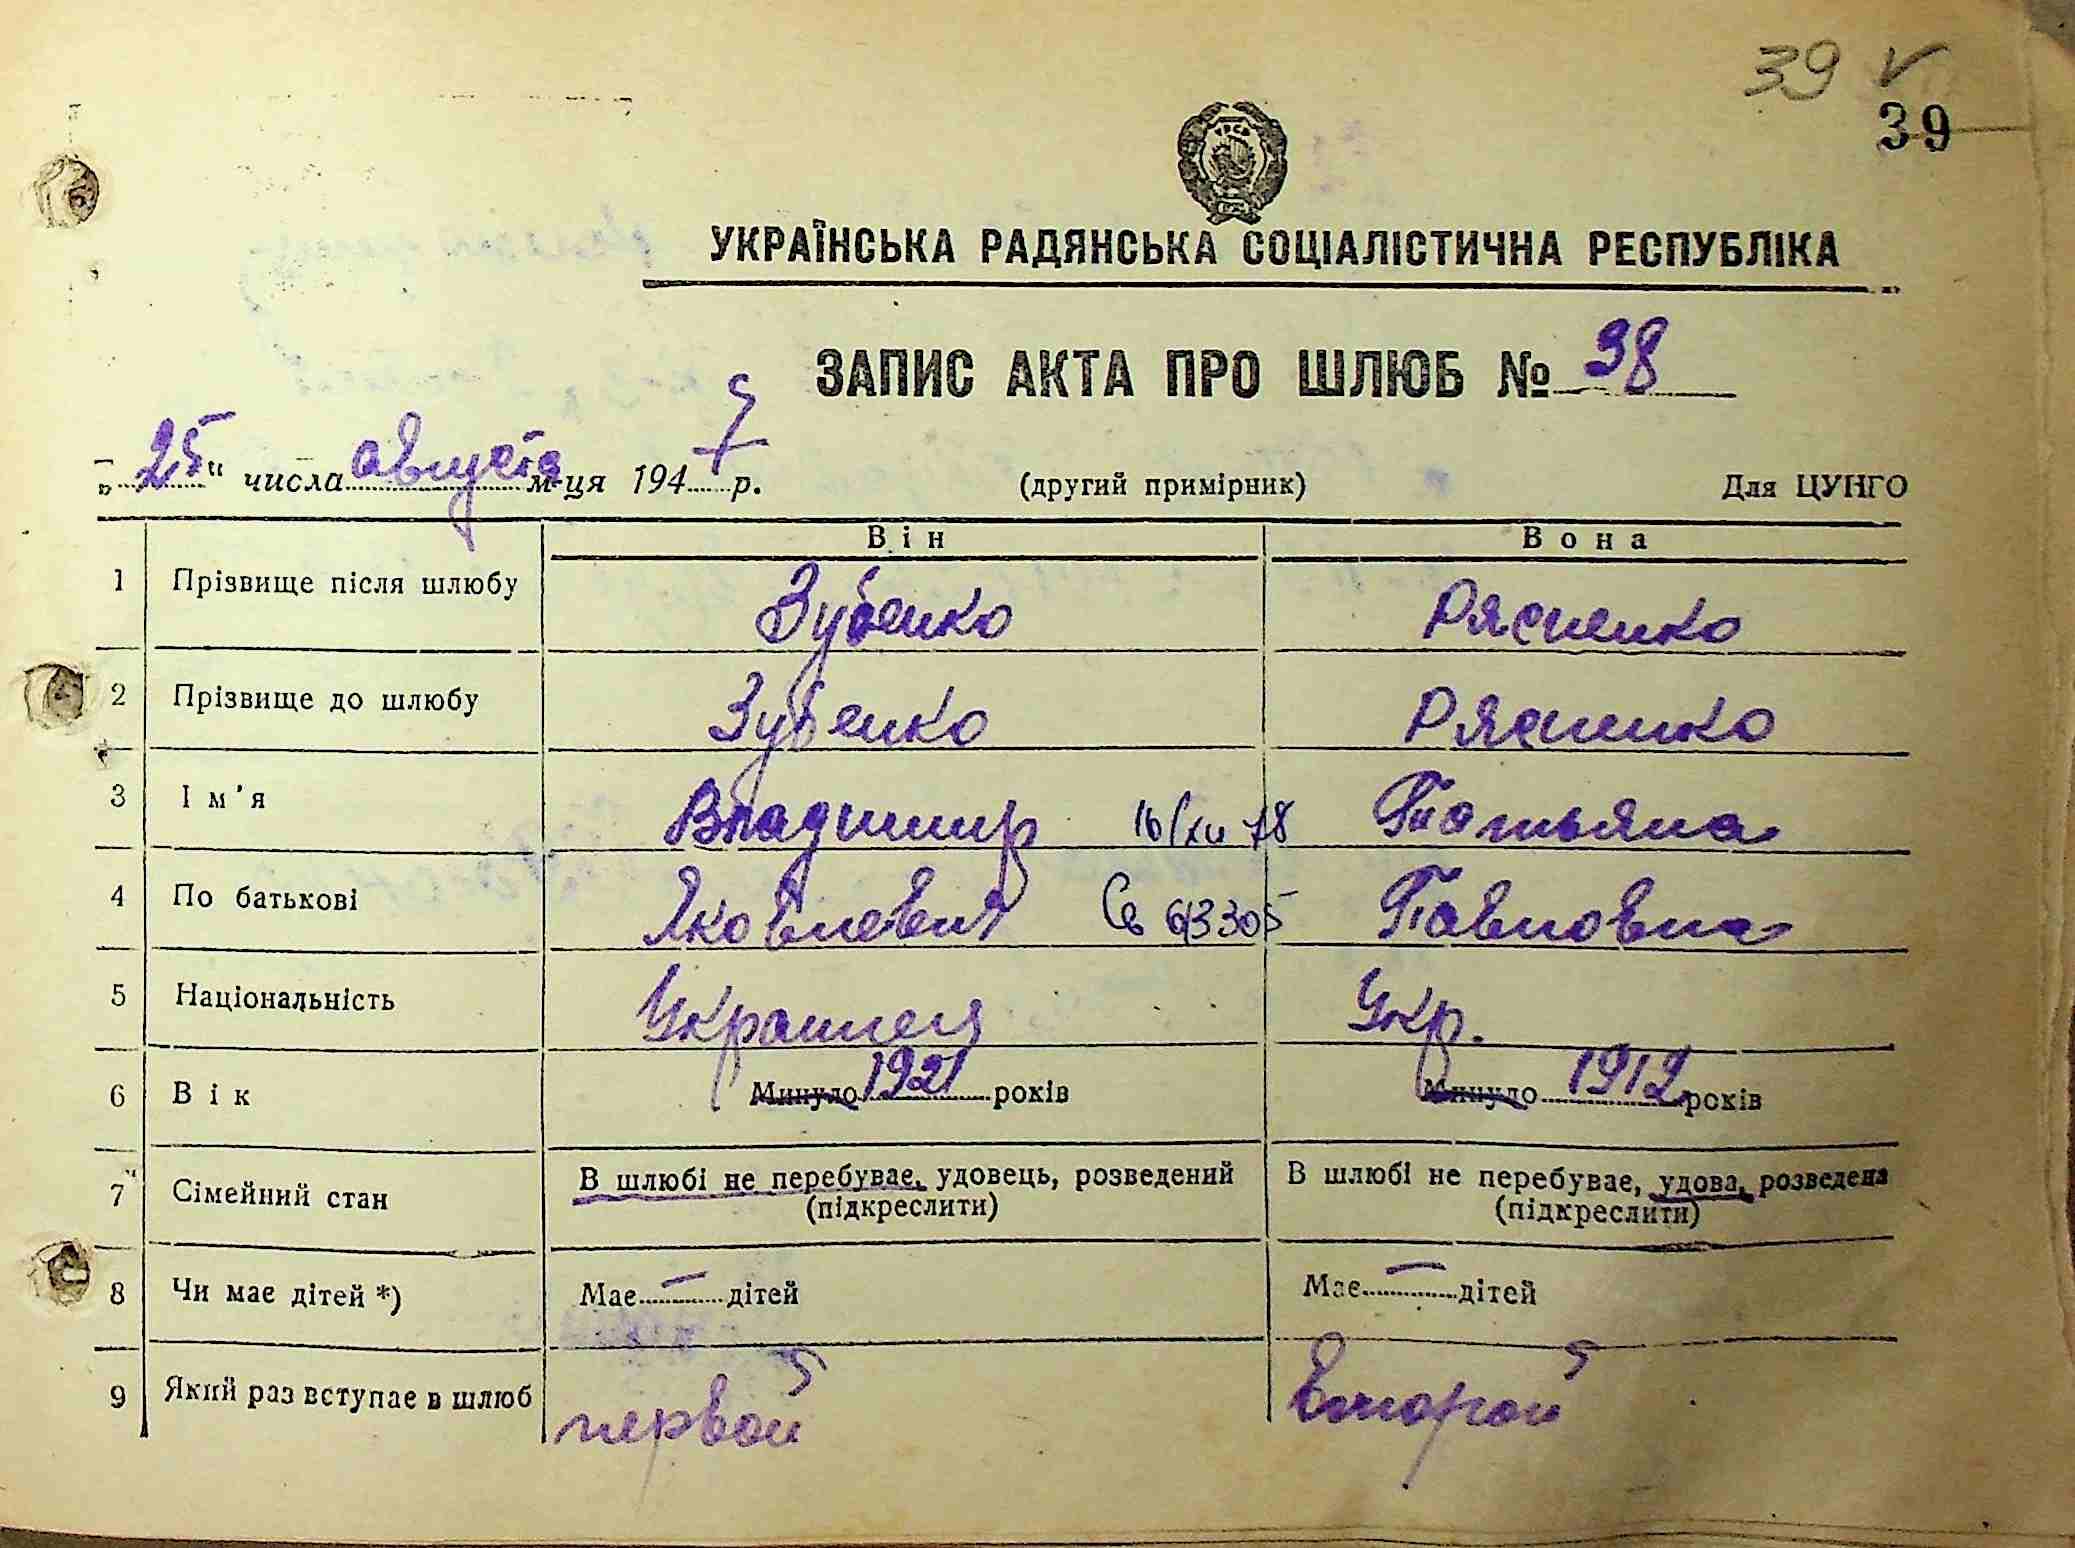 39 ѵ
39
УРСР
УКРАЇНСЬКА РАДЯНСЬКА СОЦІАЛІСТИЧНА РЕСПУБЛІКА
ЗАПИС АКТА ПРО ШЛЮБ № 38
„25“ числа августа м-ця 1947 р. (другий примірник) Для ЦУНГО
Він Вона
1 Прізвище після шлюбу Зубенко Рясненко
2 Прізвище до шлюбу Зубенко Рясненко
3 Ім'я Владимир 16/XII 78 Татьяна
4 По батькові Яковлевич Св 613305 Павловна
5 Національність Укр.
6 Вік Минуло 1921 років Минуло 1912 років
7 Сімейний стан В шлюбі не перебуває, удовець, розведений В шлюбі не перебуває, удова, розведена
(підкреслити) (підкреслити)
8 Чи має дітей *) Має — дітей Має — дітей
9 Який раз вступає в шлюб первой второй